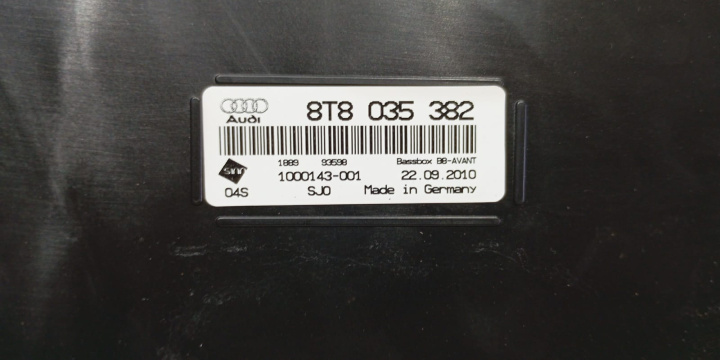 Audi
8T8 035 382
1889 93598 Bassbox B8-AVANT
sinn
1000143-001 22.09.2010
04S SJ0 Made in Germany